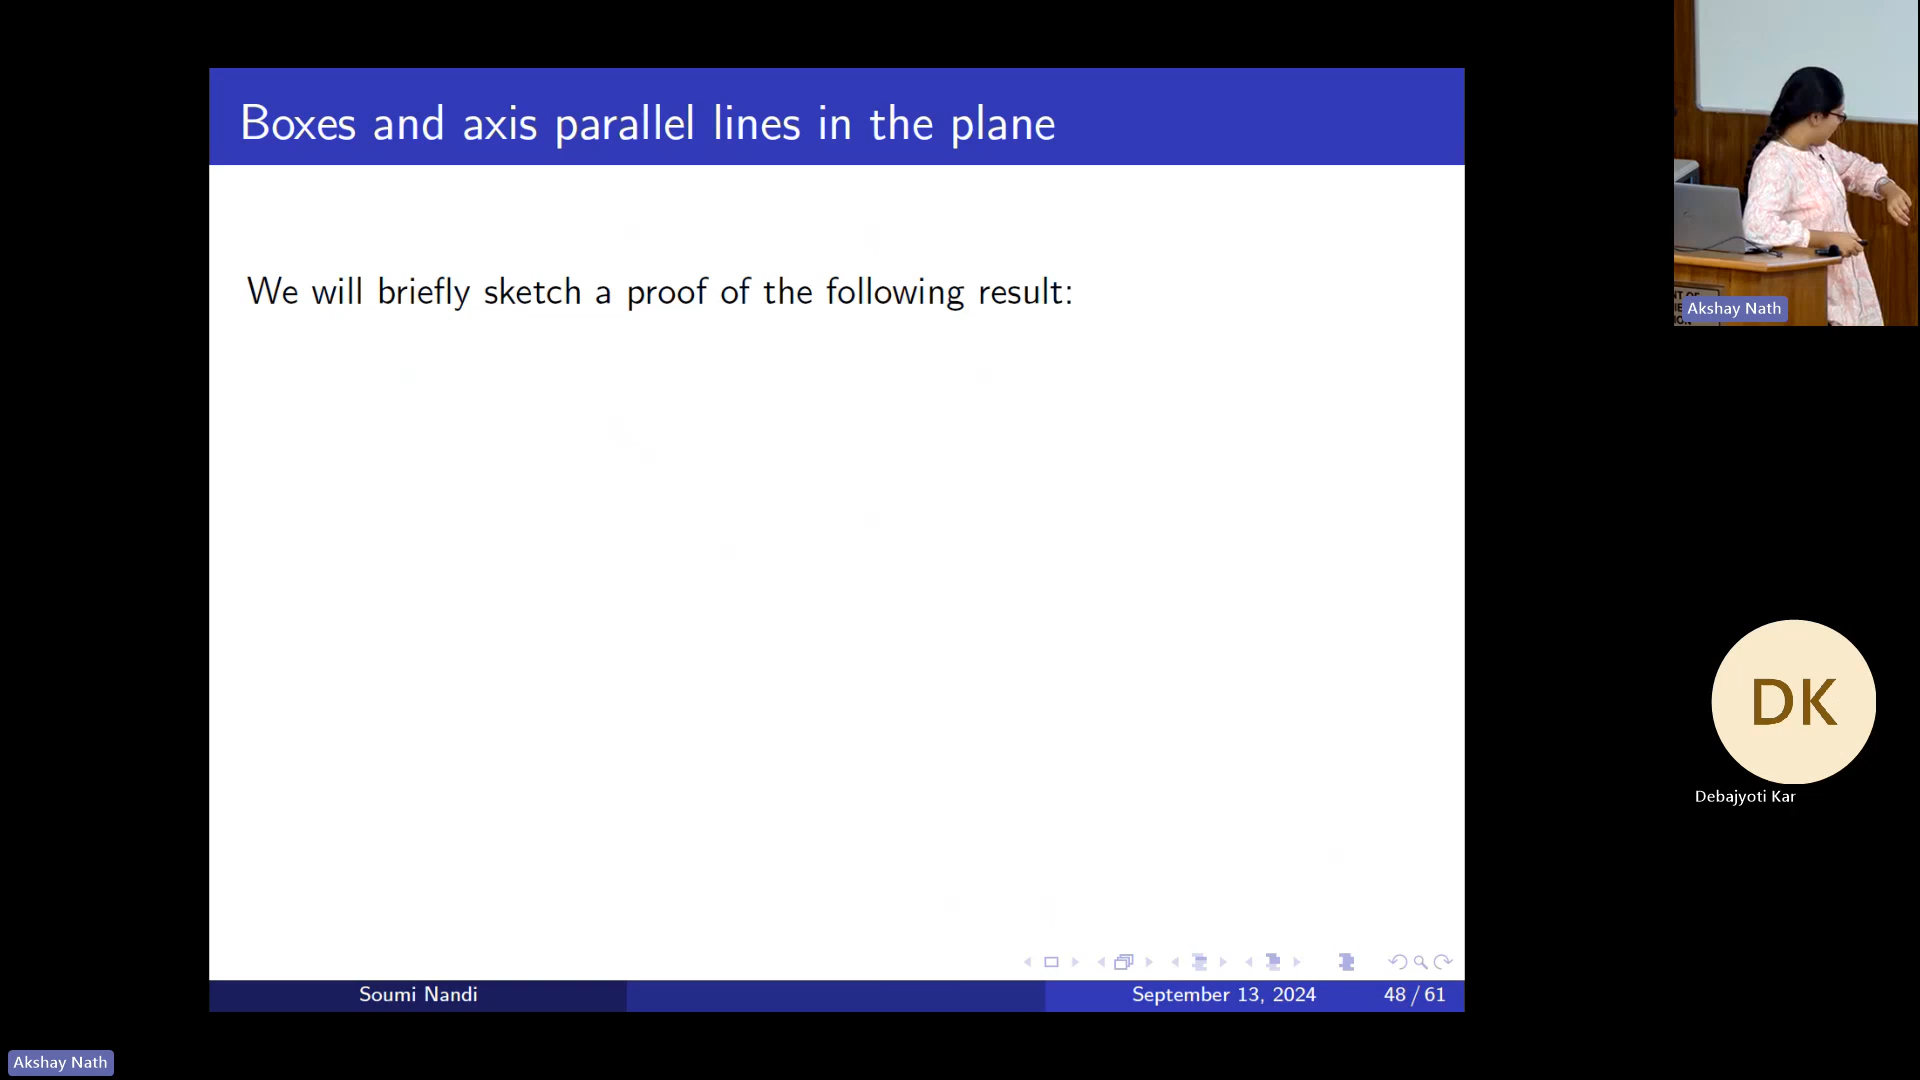 Boxes and axis parallel lines in the plane
We will briefly sketch a proof of the following result:
Soumi Nandi
September 13, 2024
48 / 61
Akshay Nath
DK
Debajyoti Kar
Akshay Nath